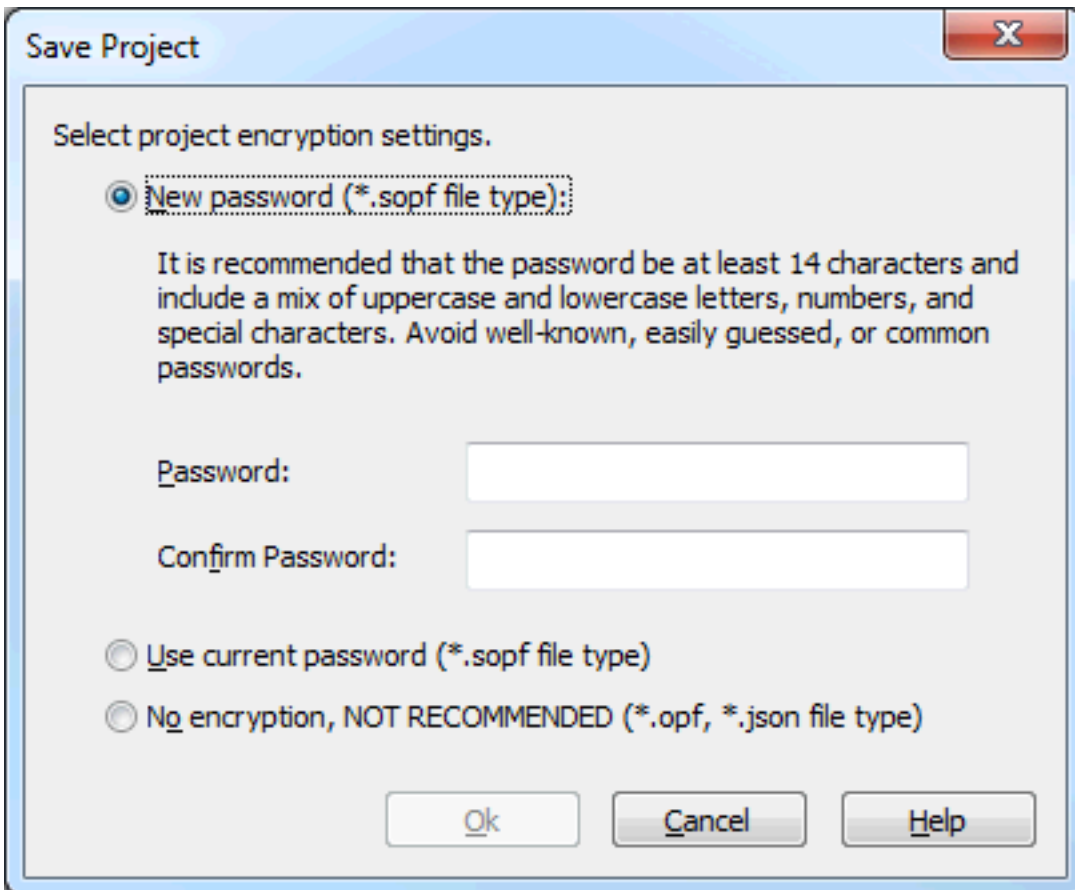 Save Project
Select project encryption settings.
New password (*.sopf file type):
It is recommended that the password be at least 14 characters and
include a mix of uppercase and lowercase letters, numbers, and
special characters. Avoid well-known, easily guessed, or common
passwords.
Password:
Confirm Password:
Use current password (*.sopf file type)
No encryption, NOT RECOMMENDED (*.opf, *.json file type)
Ok Cancel Help